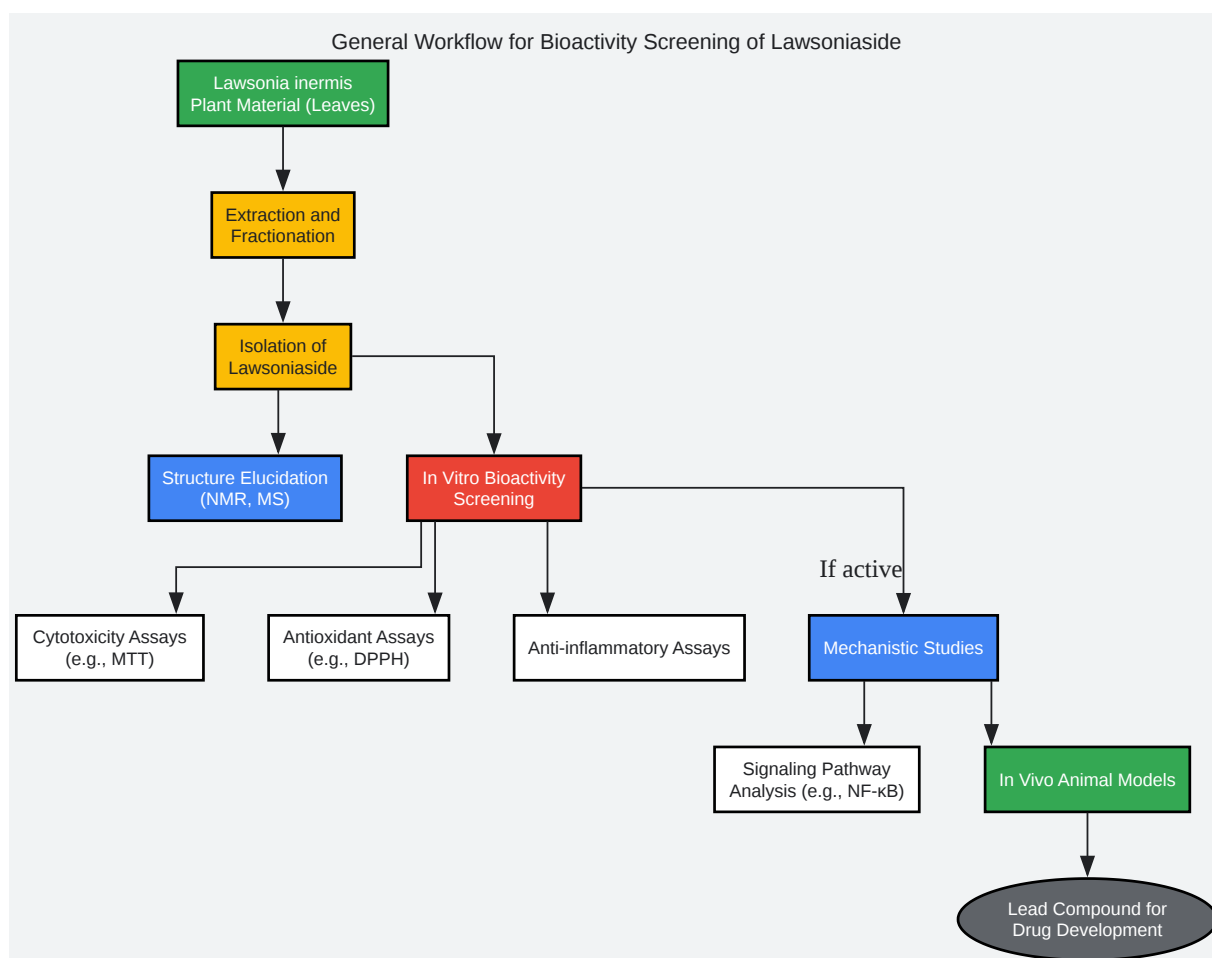 General Workflow for Bioactivity Screening of Lawsoniaside
Lawsonia inermis
Plant Material (Leaves)
Extraction and
Fractionation
Isolation of
Lawsoniaside
Structure Elucidation
(NMR, MS)
In Vitro Bioactivity
Screening
If active
Cytotoxicity Assays
(e.g., MTT)
Antioxidant Assays
(e.g., DPPH)
Anti-inflammatory Assays
Mechanistic Studies
Signaling Pathway
Analysis (e.g., NF-κB)
In Vivo Animal Models
Lead Compound for
Drug Development